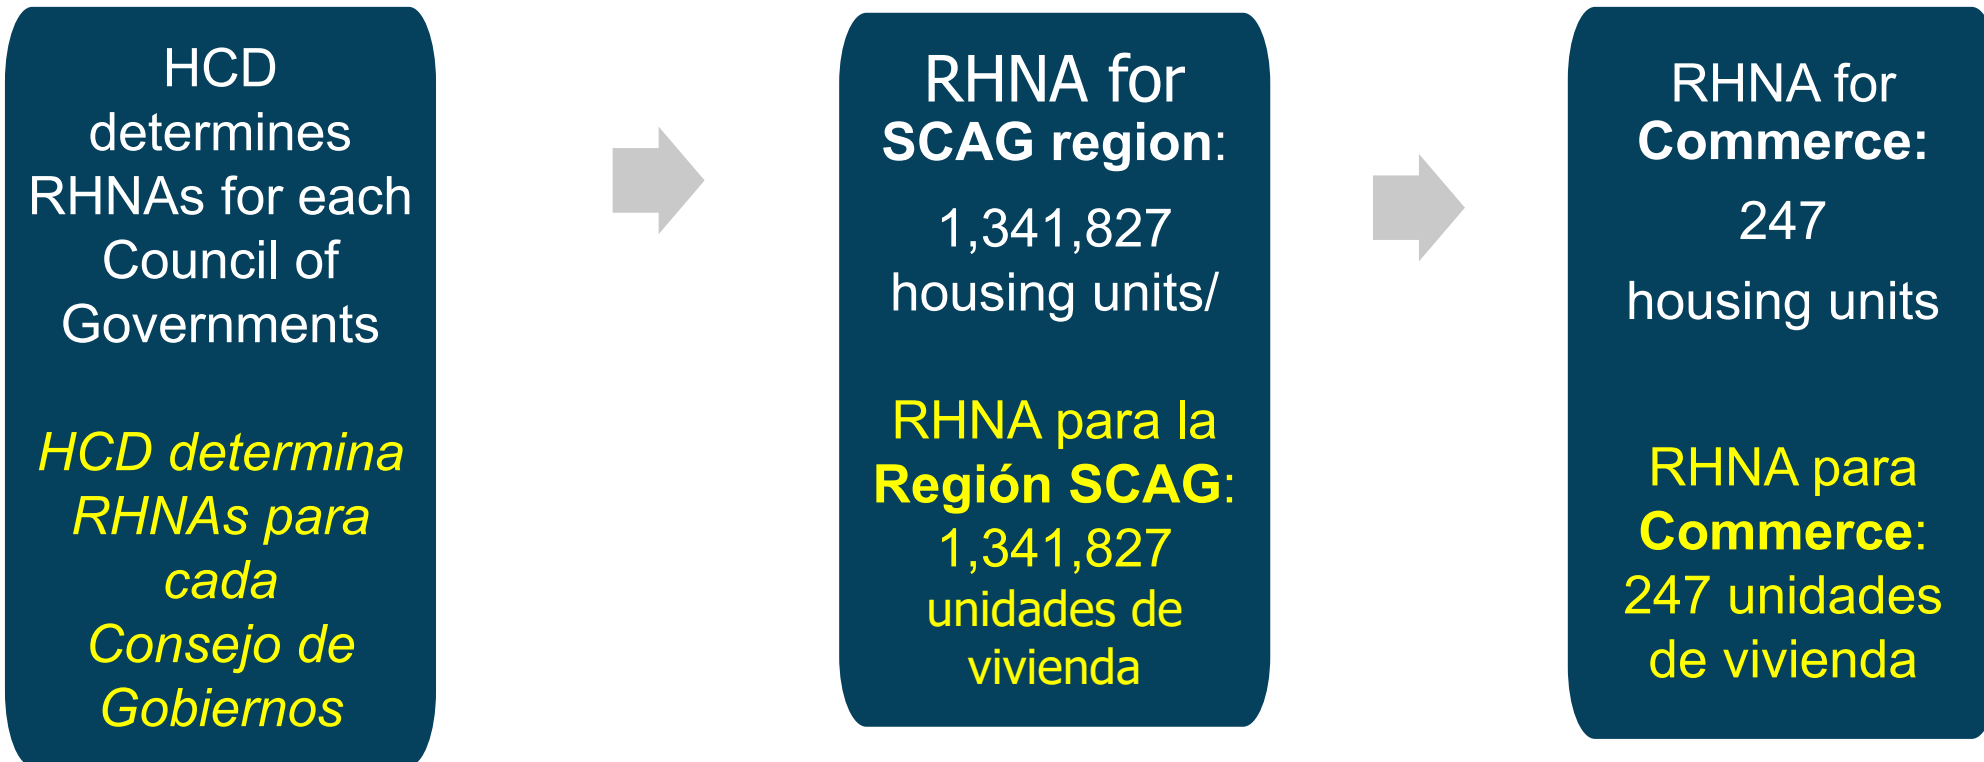 HCD
determines
RHNAs for each
Council of
Governments
HCD determina
RHNAs para
cada
Consejo de
Gobiernos
RHNA for
SCAG region:
1,341,827
housing units/
RHNA para la
Región SCAG:
1,341,827
unidades de
vivienda
RHNA for
Commerce:
247
housing units
RHNA para
Commerce:
247 unidades
de vivienda